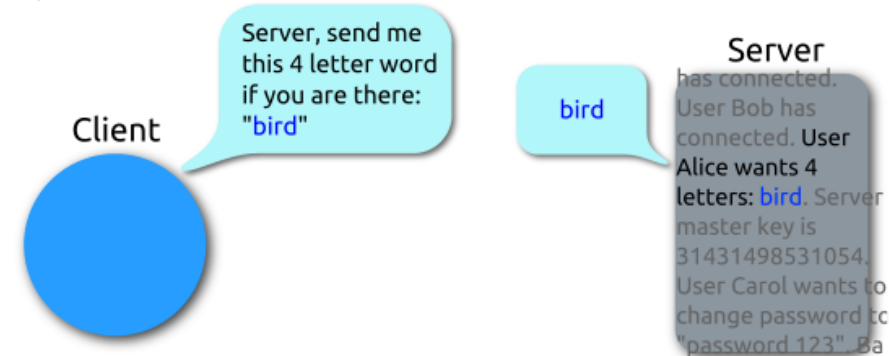 Server, send me
this 4 letter word
if you are there:
"bird"
Client
bird
Server
has connected.
User Bob has
connected. User
Alice wants 4
letters: bird. Server
master key is
31431498531054.
User Carol wants to
change password to
"password 123". Ba